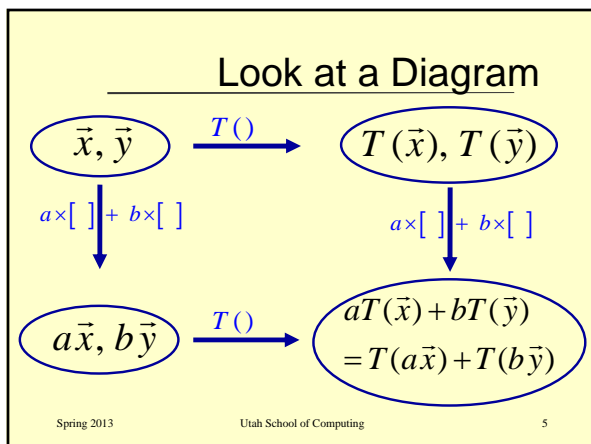 Look at a Diagram
x⃗, y⃗
T ( )
T(x⃗), T(y⃗)
a×[ ] + b×[ ]
a×[ ] + b×[ ]
ax⃗, by⃗
T ( )
aT(x⃗)+bT(y⃗)
=T(ax⃗)+T(by⃗)
Spring 2013 Utah School of Computing 5